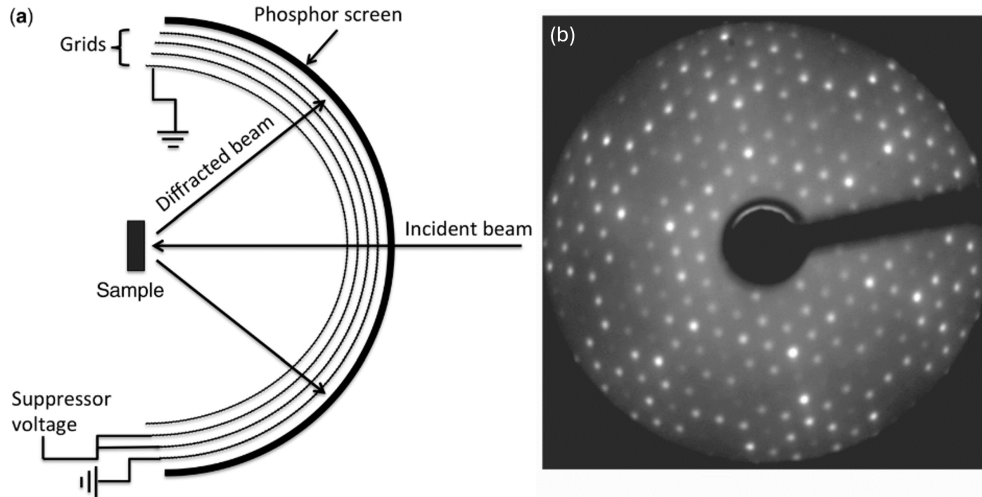 (a)
Phosphor screen
Grids
Diffracted beam
Incident beam
Sample
Suppressor
voltage
(b)